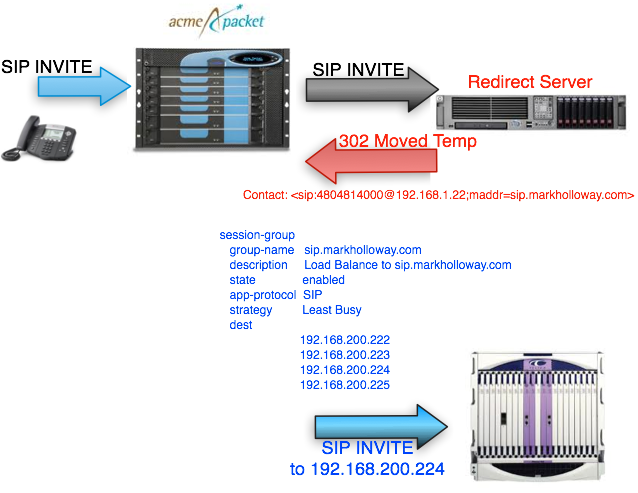 acme packet
SIP INVITE
SIP INVITE
Redirect Server
302 Moved Temp
Contact: <sip:4804814000@192.168.1.22;maddr=sip.markholloway.com>
session-group
group-name sip.markholloway.com
description Load Balance to sip.markholloway.com
state enabled
app-protocol SIP
strategy Least Busy
dest
192.168.200.222
192.168.200.223
192.168.200.224
192.168.200.225
SIP INVITE
to 192.168.200.224